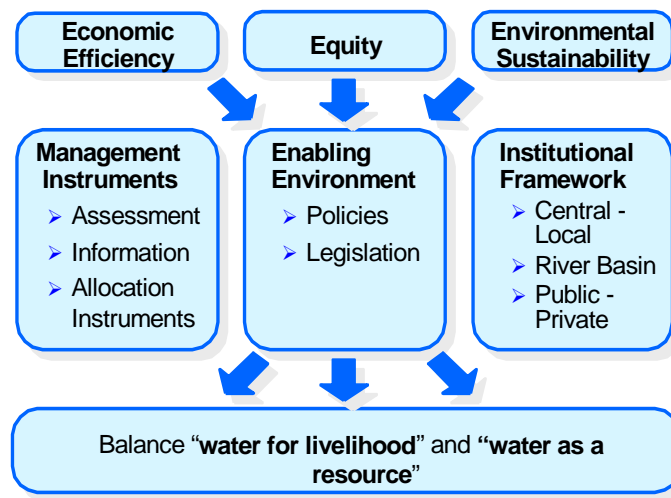 Economic
Efficiency
Equity
Environmental
Sustainability
Management
Instruments
Assessment
Information
Allocation
Instruments
Enabling
Environment
Policies
Legislation
Institutional
Framework
Central -
Local
River Basin
Public -
Private
Balance “water for livelihood” and “water as a
resource”